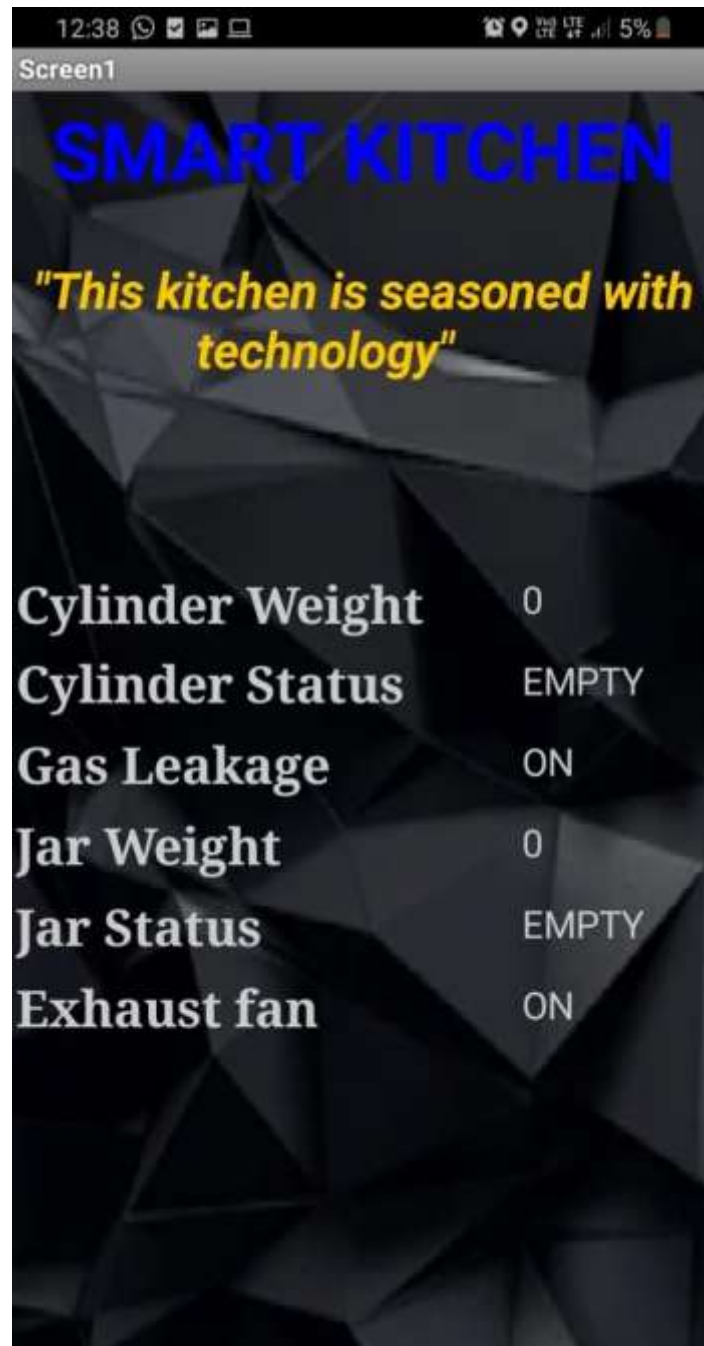 12:38 5%
Screen1
SMART KITCHEN
"This kitchen is seasoned with
technology"
Cylinder Weight 0
Cylinder Status EMPTY
Gas Leakage ON
Jar Weight 0
Jar Status EMPTY
Exhaust fan ON